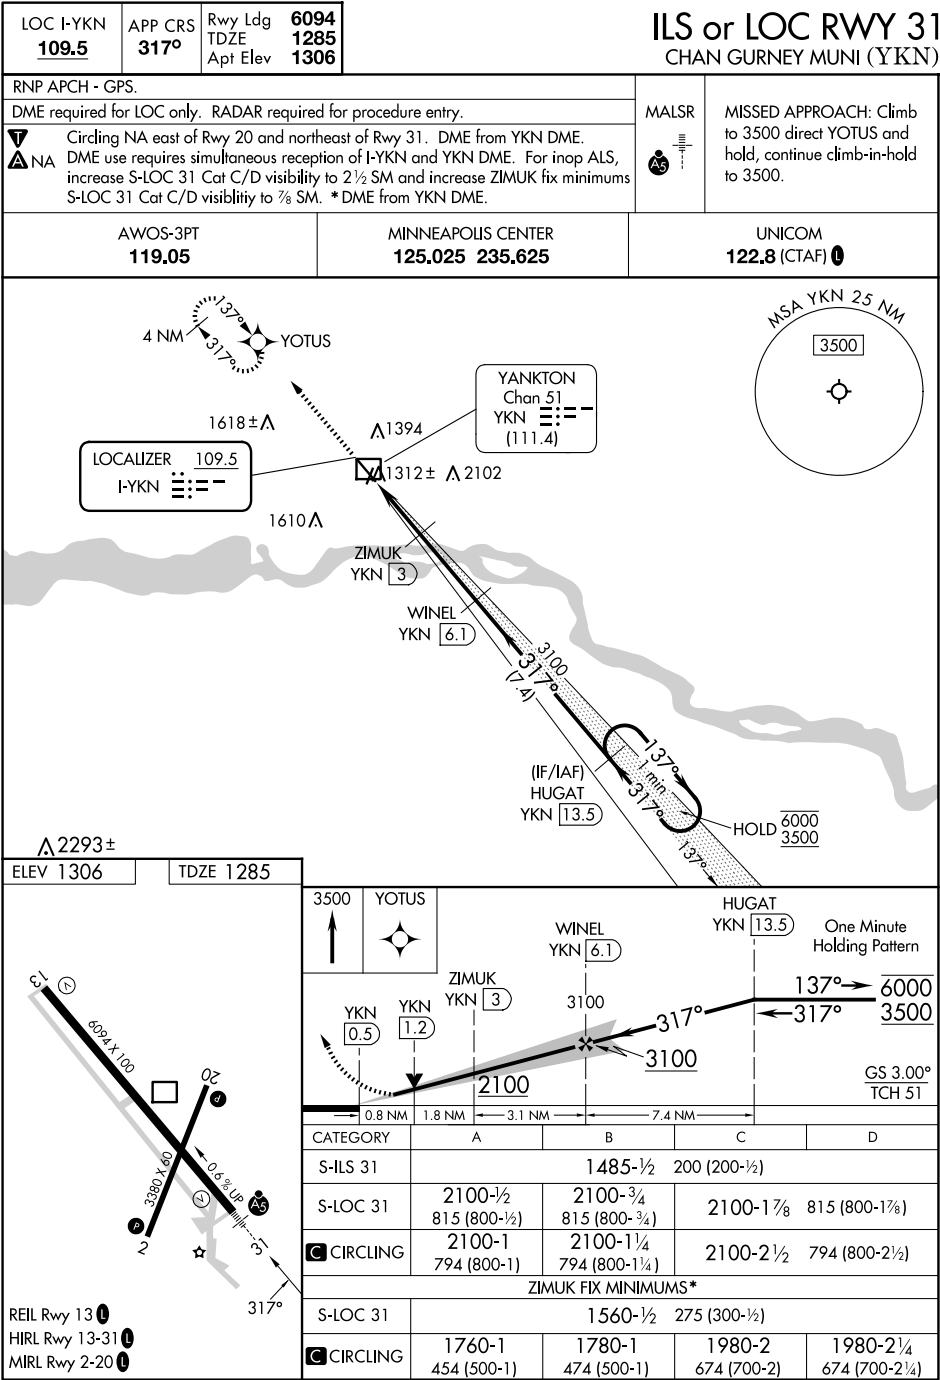 LOC I-YKN
109.5
APP CRS
317°
Rwy Ldg 6094
TDZE 1285
Apt Elev 1306
ILS or LOC RWY 31
CHAN GURNEY MUNI (YKN)
RNP APCH - GPS.
DME required for LOC only. RADAR required for procedure entry.
T Circling NA east of Rwy 20 and northeast of Rwy 31. DME from YKN DME.
A NA DME use requires simultaneous reception of I-YKN and YKN DME. For inop ALS,
increase S-LOC 31 Cat C/D visibility to 2½ SM and increase ZIMUK fix minimums
S-LOC 31 Cat C/D visiblitiy to ⅞ SM. *DME from YKN DME.
MALSR
A5
MISSED APPROACH: Climb
to 3500 direct YOTUS and
hold, continue climb-in-hold
to 3500.
AWOS-3PT
119.05
MINNEAPOLIS CENTER
125.025 235.625
UNICOM
122.8 (CTAF) L
MSA YKN 25 NM
3500
137°
4 NM
317°
YOTUS
YANKTON
Chan 51
YKN
(111.4)
1618±
1394
LOCALIZER 109.5
I-YKN
1312±
2102
1610
ZIMUK
YKN 3
WINEL
YKN 6.1
3100
317°
(7.4)
(IF/IAF)
HUGAT
YKN 13.5
137°
1 min
317°
HOLD 6000
3500
137°
2293±
ELEV 1306
TDZE 1285
13
V
6094 X 100
20
P
3380 X 60
0.6% UP
V
A5
P
2
31
317°
REIL Rwy 13 L
HIRL Rwy 13-31 L
MIRL Rwy 2-20 L
3500
YOTUS
HUGAT
YKN 13.5
One Minute
Holding Pattern
WINEL
YKN 6.1
ZIMUK
YKN 3
YKN
1.2
YKN
0.5
3100
317°
137°
6000
317°
3500
3100
2100
GS 3.00°
TCH 51
0.8 NM
1.8 NM
3.1 NM
7.4 NM
CATEGORY A B C D
S-ILS 31 1485-½ 200 (200-½)
S-LOC 31
2100-½
815 (800-½)
2100-¾
815 (800-¾)
2100-1⅞ 815 (800-1⅞)
C CIRCLING
2100-1
794 (800-1)
2100-1¼
794 (800-1¼)
2100-2½ 794 (800-2½)
ZIMUK FIX MINIMUMS*
S-LOC 31 1560-½ 275 (300-½)
C CIRCLING
1760-1
454 (500-1)
1780-1
474 (500-1)
1980-2
674 (700-2)
1980-2¼
674 (700-2¼)